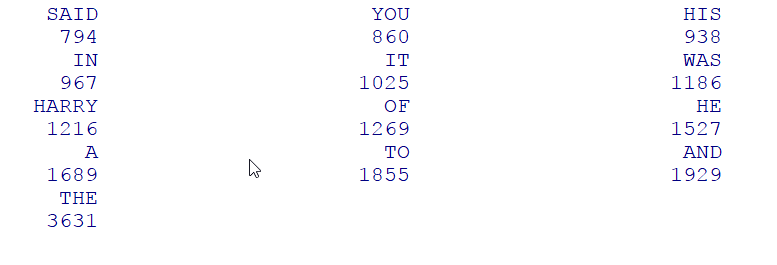 SAID YOU HIS
794 860 938
IN IT WAS
967 1025 1186
HARRY OF HE
1216 1269 1527
A TO AND
1689 1855 1929
THE
3631